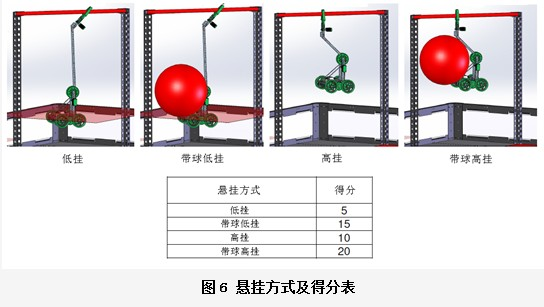 低挂 带球低挂 高挂 带球高挂
悬挂方式 得分
低挂 5
带球低挂 15
高挂 10
带球高挂 20
图 6 悬挂方式及得分表